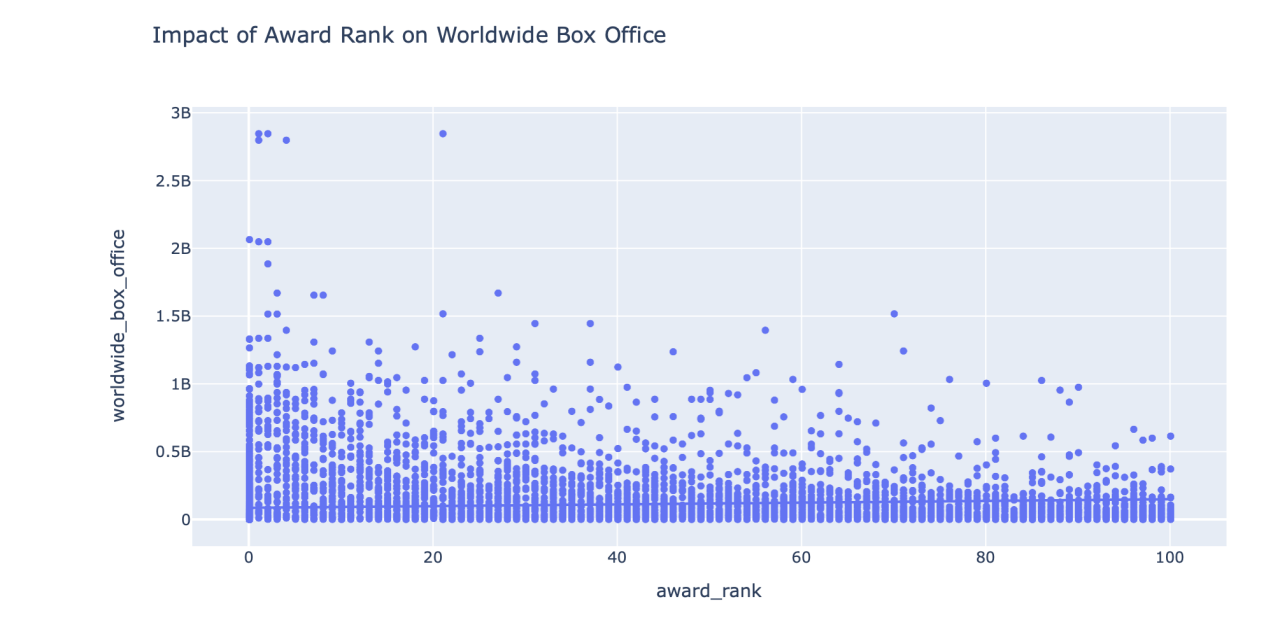 Impact of Award Rank on Worldwide Box Office
3B
2.5B
2B
1.5B
1B
0.5B
0
worldwide_box_office
0 20 40 60 80 100
award_rank